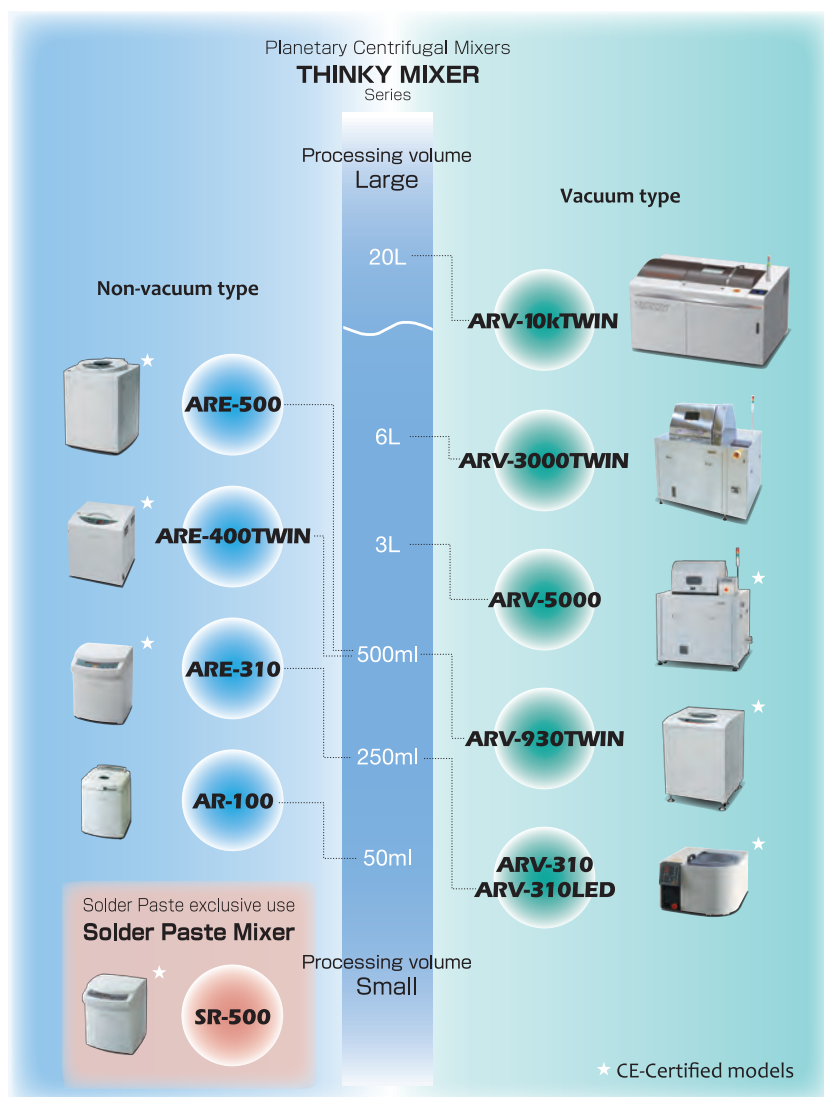 Planetary Centrifugal Mixers
THINKY MIXER
Series
Processing volume
Large
Vacuum type
20L
Non-vacuum type
ARV-10kTWIN
ARE-500
6L
ARV-3000TWIN
ARE-400TWIN
3L
ARV-5000
500ml
ARE-310
ARV-930TWIN
250ml
AR-100
50ml
ARV-310
ARV-310LED
Solder Paste exclusive use
Solder Paste Mixer
Processing volume
Small
SR-500
★ CE-Certified models